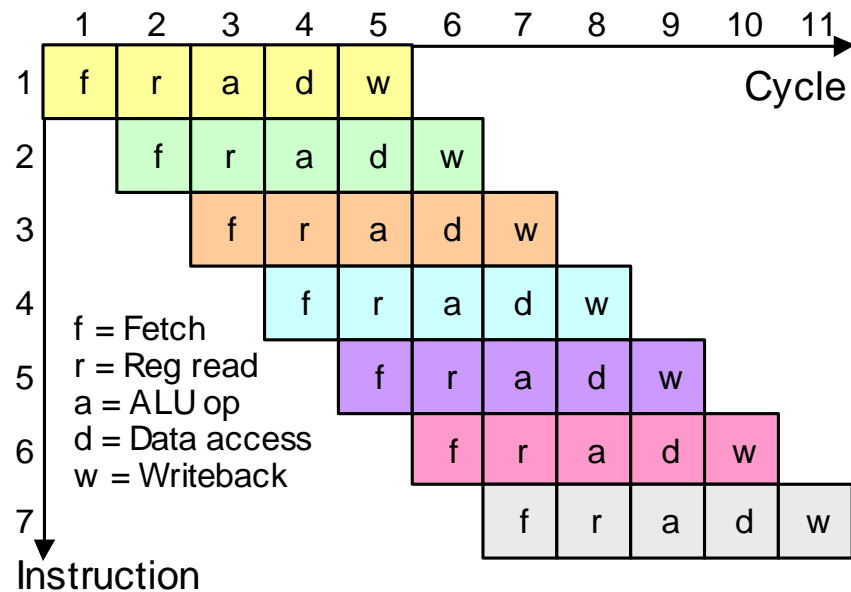 1 2 3 4 5 6 7 8 9 10 11
Cycle
1 f r a d w
2 f r a d w
3 f r a d w
4 f r a d w
5 f r a d w
6 f r a d w
7 f r a d w
f = Fetch
r = Reg read
a = ALU op
d = Data access
w = Writeback
Instruction